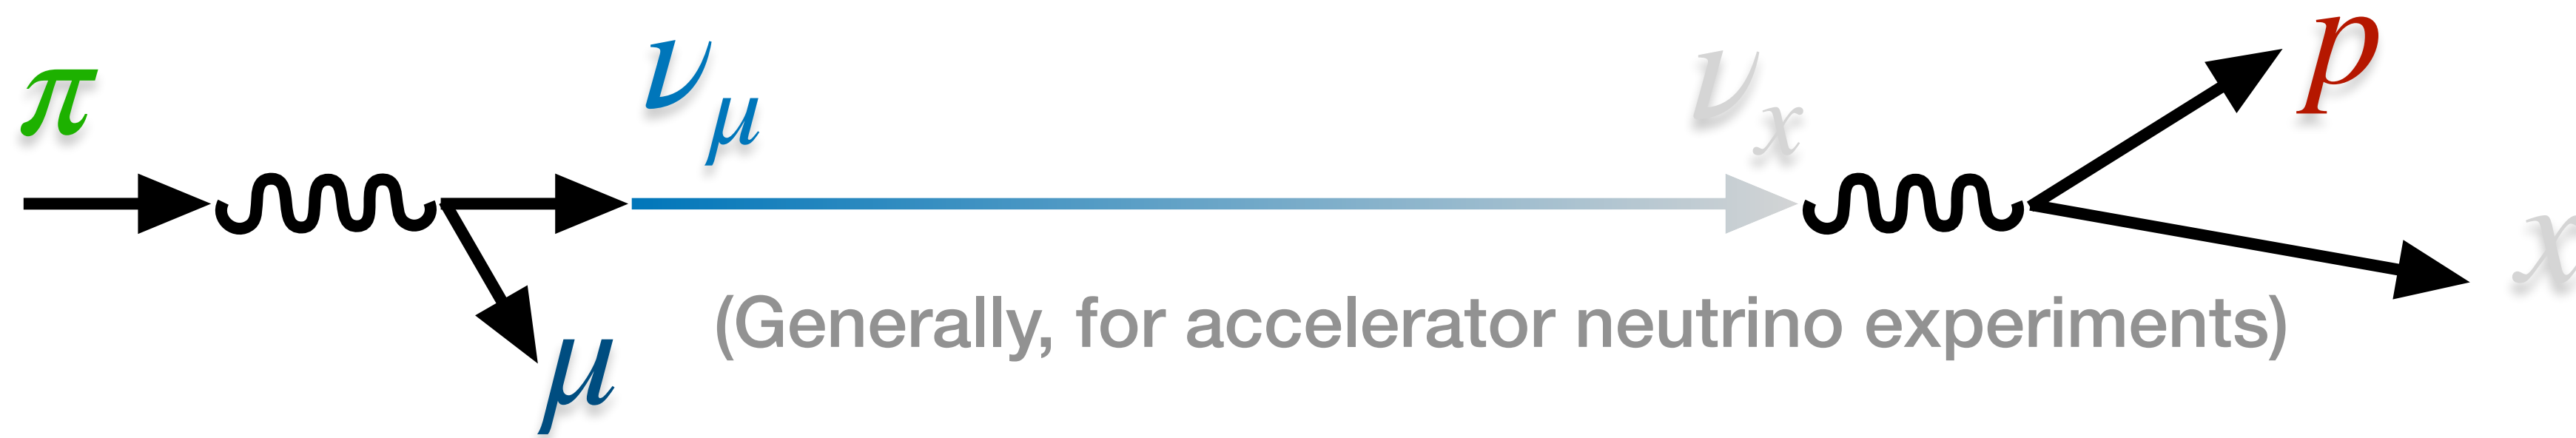 π
ν_μ
ν_x
p
μ
x
(Generally, for accelerator neutrino experiments)